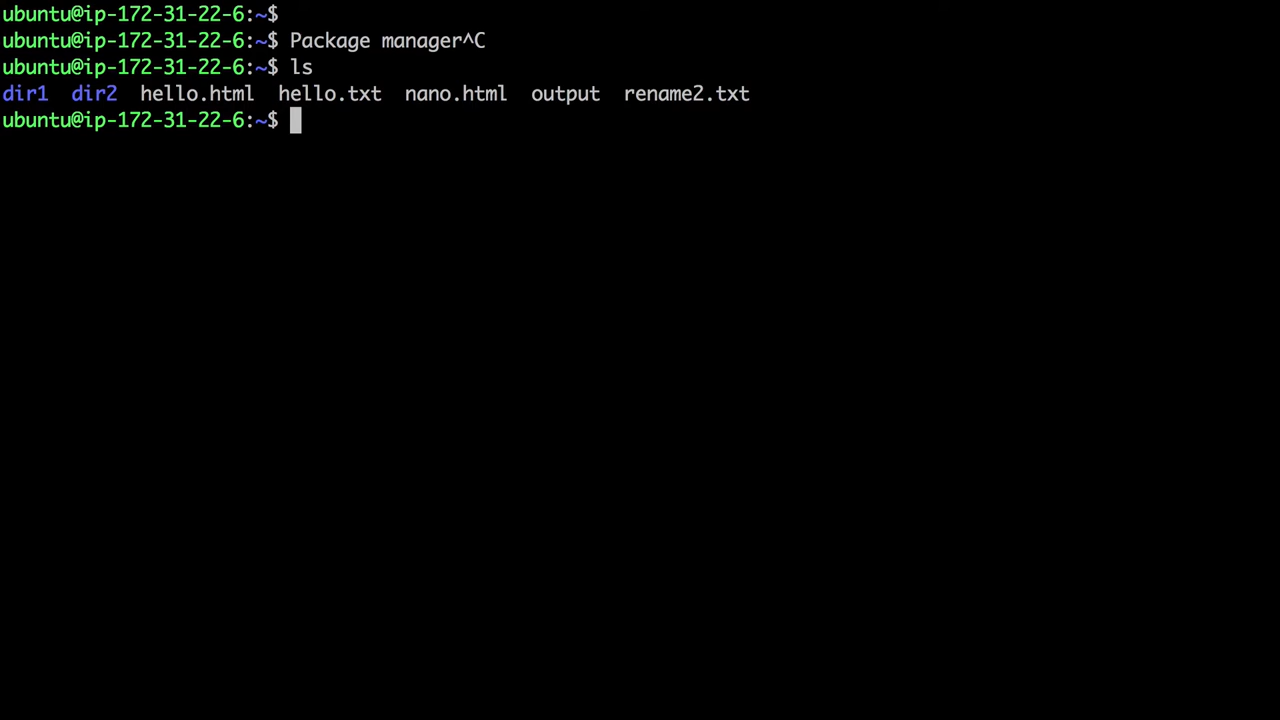 ubuntu@ip-172-31-22-6:~$
ubuntu@ip-172-31-22-6:~$ Package manager^C
ubuntu@ip-172-31-22-6:~$ ls
dir1  dir2  hello.html  hello.txt  nano.html  output  rename2.txt
ubuntu@ip-172-31-22-6:~$